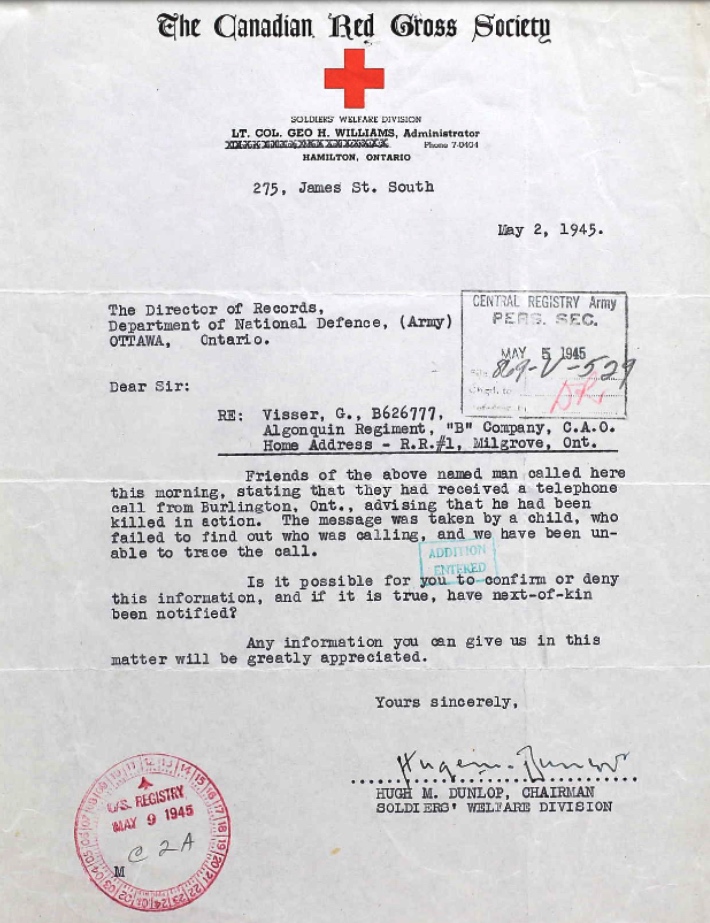 The Canadian Red Cross Society
SOLDIERS' WELFARE DIVISION
LT. COL. GEO H. WILLIAMS, Administrator
Phone 7-0404
HAMILTON, ONTARIO
275, James St. South
May 2, 1945.
The Director of Records,
Department of National Defence, (Army)
OTTAWA, Ontario.
CENTRAL REGISTRY Army
PERS. SEC.
MAY 5 1945
869-V-529
Chgd. to
Dear Sir:
RE: Visser, G., B626777,
Algonquin Regiment, "B" Company, C.A.O.
Home Address - R.R.#1, Milgrove, Ont.
Friends of the above named man called here
this morning, stating that they had received a telephone
call from Burlington, Ont., advising that he had been
killed in action. The message was taken by a child, who
failed to find out who was calling, and we have been un-
able to trace the call.
ADDITION
ENTERED
Is it possible for you to confirm or deny
this information, and if it is true, have next-of-kin
been notified?
Any information you can give us in this
matter will be greatly appreciated.
Yours sincerely,
Hugh M. Dunlop
HUGH M. DUNLOP, CHAIRMAN
SOLDIERS' WELFARE DIVISION
REGISTRY
MAY 9 1945
C 2A
M